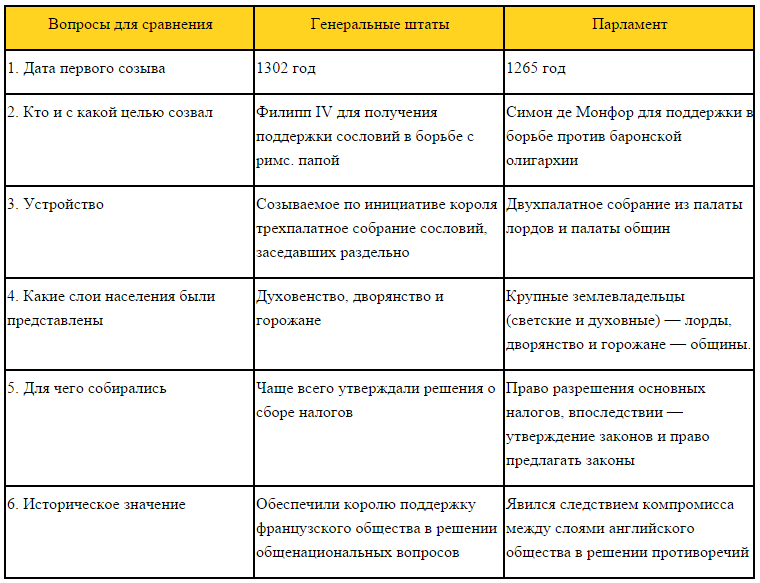 Вопросы для сравнения
Генеральные штаты
Парламент
1. Дата первого созыва
1302 год
1265 год
2. Кто и с какой целью созвал
Филипп IV для получения
поддержки сословий в борьбе с
римс. папой
Симон де Монфор для поддержки в
борьбе против баронской
олигархии
3. Устройство
Созываемое по инициативе короля
трехпалатное собрание сословий,
заседавших раздельно
Двухпалатное собрание из палаты
лордов и палаты общин
4. Какие слои населения были
представлены
Духовенство, дворянство и
горожане
Крупные землевладельцы
(светские и духовные) — лорды,
дворянство и горожане — общины.
5. Для чего собирались
Чаще всего утверждали решения о
сборе налогов
Право разрешения основных
налогов, впоследствии —
утверждение законов и право
предлагать законы
6. Историческое значение
Обеспечили королю поддержку
французского общества в решении
общенациональных вопросов
Явился следствием компромисса
между слоями английского
общества в решении противоречий